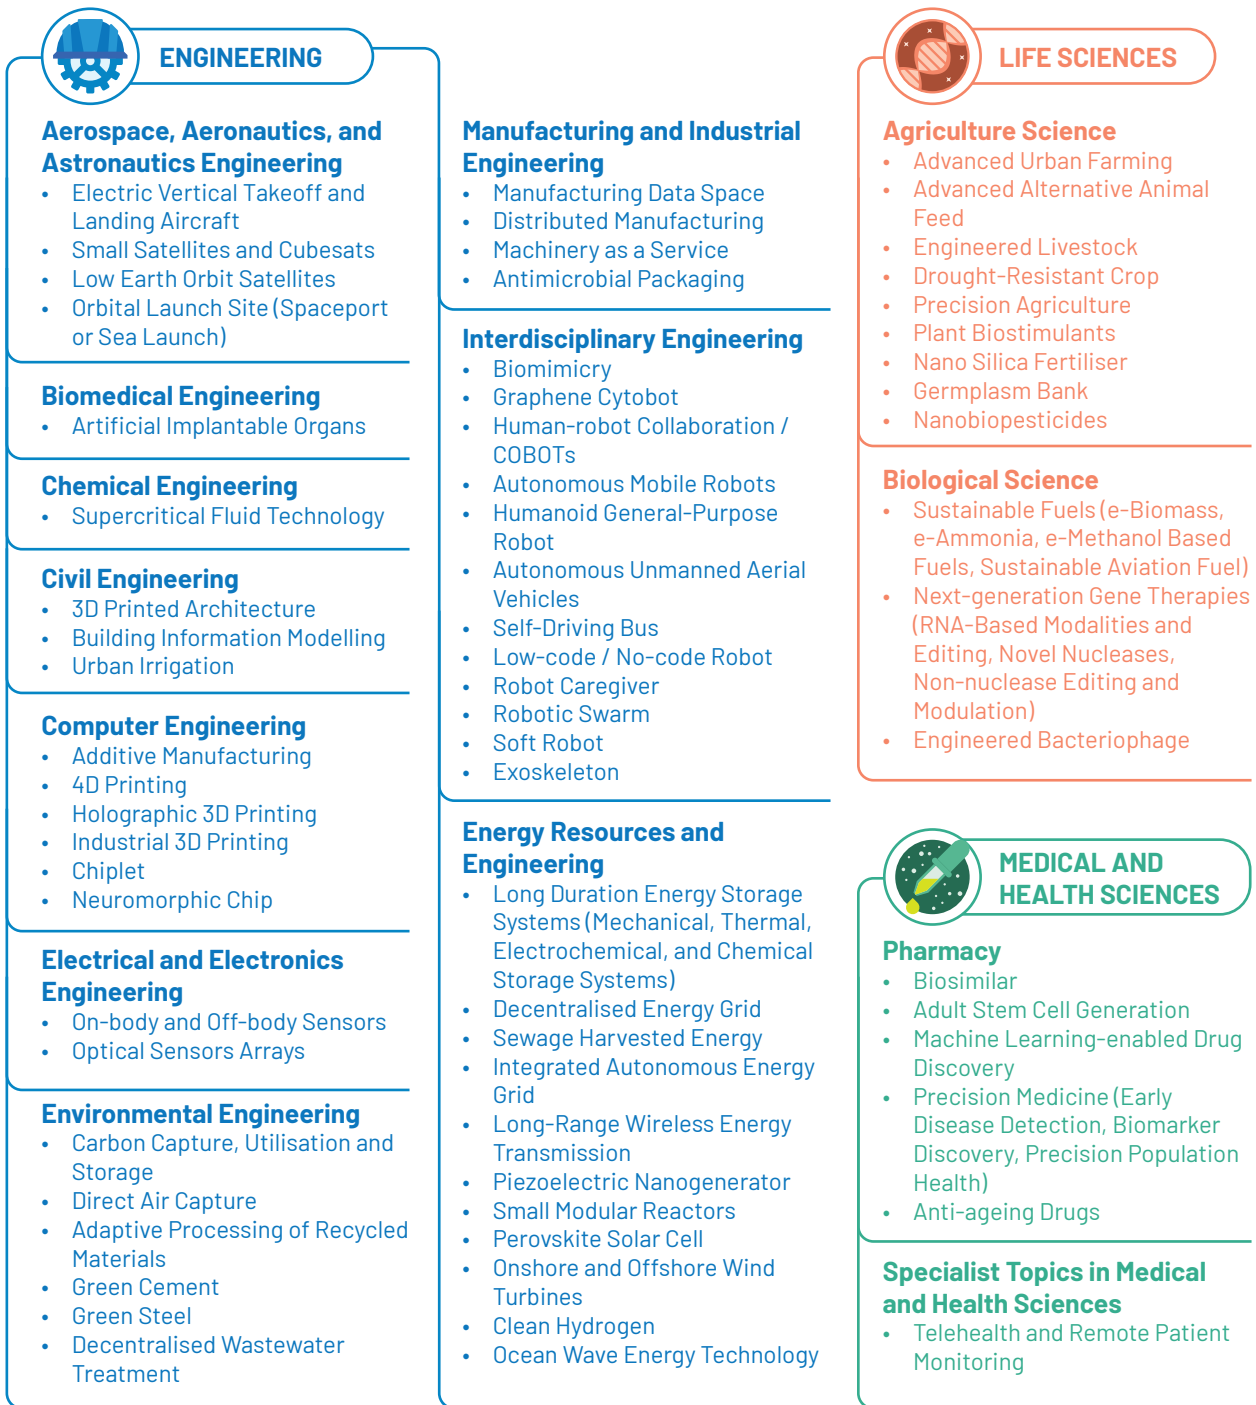 ENGINEERING
Aerospace, Aeronautics, and
Astronautics Engineering
• Electric Vertical Takeoff and
Landing Aircraft
• Small Satellites and Cubesats
• Low Earth Orbit Satellites
• Orbital Launch Site (Spaceport
or Sea Launch)
Biomedical Engineering
• Artificial Implantable Organs
Chemical Engineering
• Supercritical Fluid Technology
Civil Engineering
• 3D Printed Architecture
• Building Information Modelling
• Urban Irrigation
Computer Engineering
• Additive Manufacturing
• 4D Printing
• Holographic 3D Printing
• Industrial 3D Printing
• Chiplet
• Neuromorphic Chip
Electrical and Electronics
Engineering
• On-body and Off-body Sensors
• Optical Sensors Arrays
Environmental Engineering
• Carbon Capture, Utilisation and
Storage
• Direct Air Capture
• Adaptive Processing of Recycled
Materials
• Green Cement
• Green Steel
• Decentralised Wastewater
Treatment
Manufacturing and Industrial
Engineering
• Manufacturing Data Space
• Distributed Manufacturing
• Machinery as a Service
• Antimicrobial Packaging
Interdisciplinary Engineering
• Biomimicry
• Graphene Cytobot
• Human-robot Collaboration /
COBOTs
• Autonomous Mobile Robots
• Humanoid General-Purpose
Robot
• Autonomous Unmanned Aerial
Vehicles
• Self-Driving Bus
• Low-code / No-code Robot
• Robot Caregiver
• Robotic Swarm
• Soft Robot
• Exoskeleton
Energy Resources and
Engineering
• Long Duration Energy Storage
Systems (Mechanical, Thermal,
Electrochemical, and Chemical
Storage Systems)
• Decentralised Energy Grid
• Sewage Harvested Energy
• Integrated Autonomous Energy
Grid
• Long-Range Wireless Energy
Transmission
• Piezoelectric Nanogenerator
• Small Modular Reactors
• Perovskite Solar Cell
• Onshore and Offshore Wind
Turbines
• Clean Hydrogen
• Ocean Wave Energy Technology
LIFE SCIENCES
Agriculture Science
• Advanced Urban Farming
• Advanced Alternative Animal
Feed
• Engineered Livestock
• Drought-Resistant Crop
• Precision Agriculture
• Plant Biostimulants
• Nano Silica Fertiliser
• Germplasm Bank
• Nanobiopesticides
Biological Science
• Sustainable Fuels (e-Biomass,
e-Ammonia, e-Methanol Based
Fuels, Sustainable Aviation Fuel)
• Next-generation Gene Therapies
(RNA-Based Modalities and
Editing, Novel Nucleases,
Non-nuclease Editing and
Modulation)
• Engineered Bacteriophage
MEDICAL AND
HEALTH SCIENCES
Pharmacy
• Biosimilar
• Adult Stem Cell Generation
• Machine Learning-enabled Drug
Discovery
• Precision Medicine (Early
Disease Detection, Biomarker
Discovery, Precision Population
Health)
• Anti-ageing Drugs
Specialist Topics in Medical
and Health Sciences
• Telehealth and Remote Patient
Monitoring